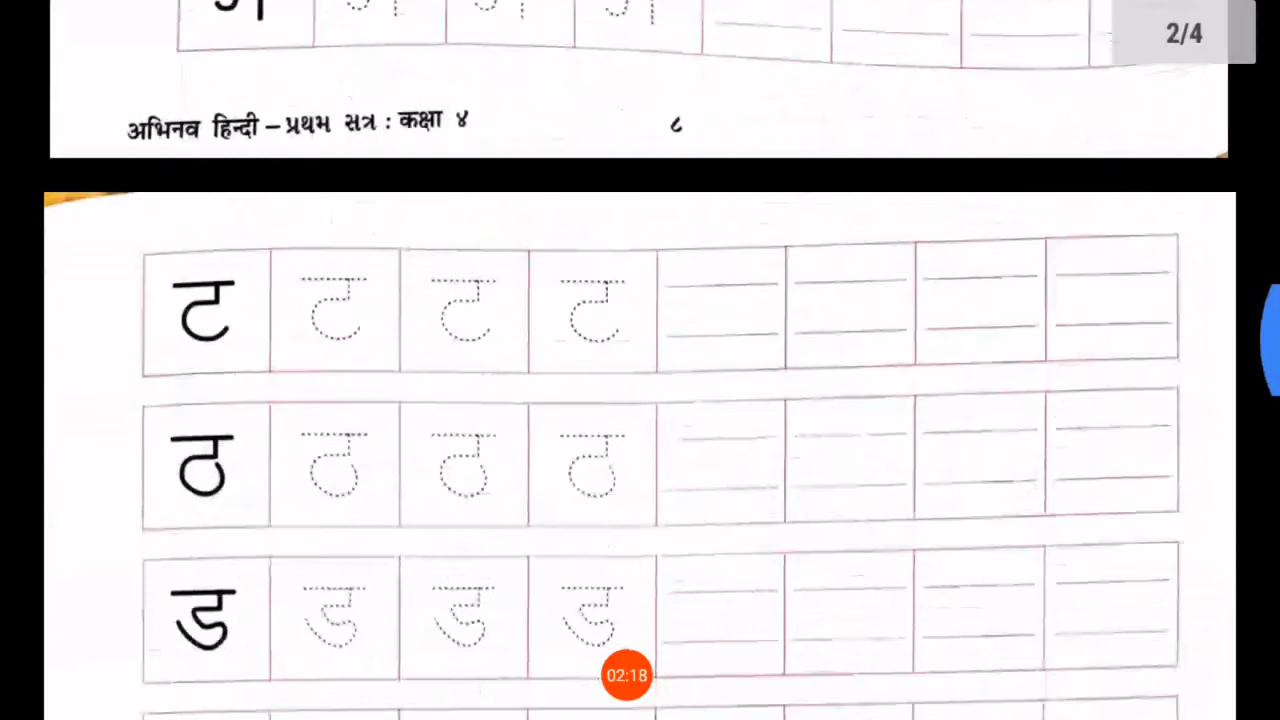 2/4
अभिनव हिन्दी – प्रथम सत्र : कक्षा ४ ८
ट ट ट ट
ठ ठ ठ ठ
ड ड ड ड
02:18